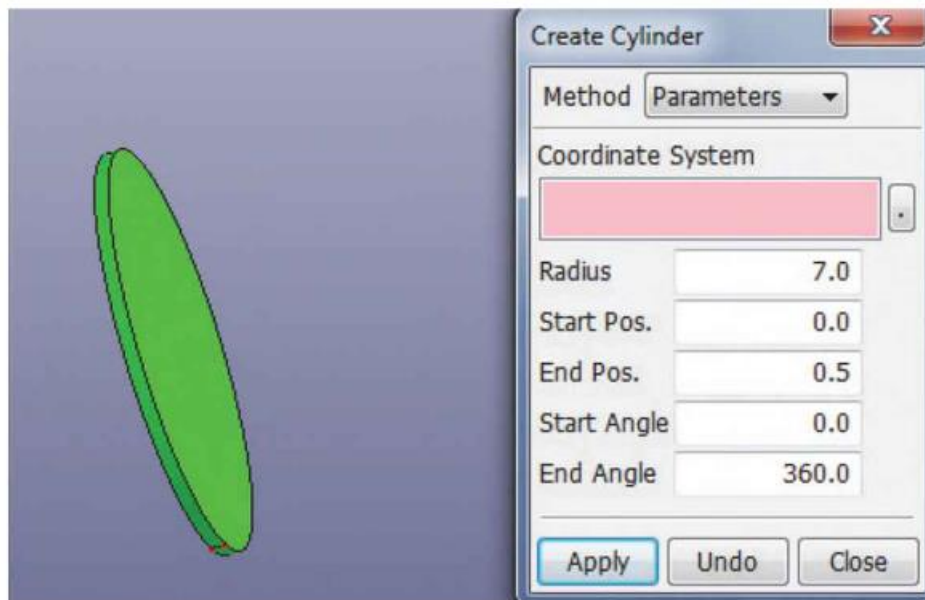 Create Cylinder
Method Parameters
Coordinate System
.
Radius 7.0
Start Pos. 0.0
End Pos. 0.5
Start Angle 0.0
End Angle 360.0
Apply Undo Close